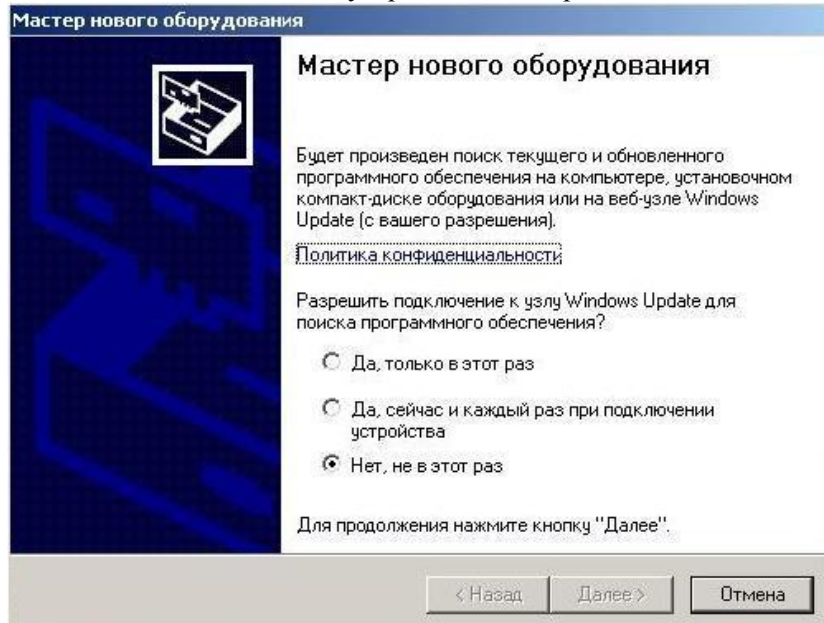 Мастер нового оборудования
Мастер нового оборудования
Будет произведен поиск текущего и обновленного
программного обеспечения на компьютере, установочном
компакт-диске оборудования или на веб-узле Windows
Update (с вашего разрешения).
Политика конфиденциальности
Разрешить подключение к узлу Windows Update для
поиска программного обеспечения?
Да, только в этот раз
Да, сейчас и каждый раз при подключении
устройства
Нет, не в этот раз
Для продолжения нажмите кнопку "Далее".
< Назад Далее > Отмена